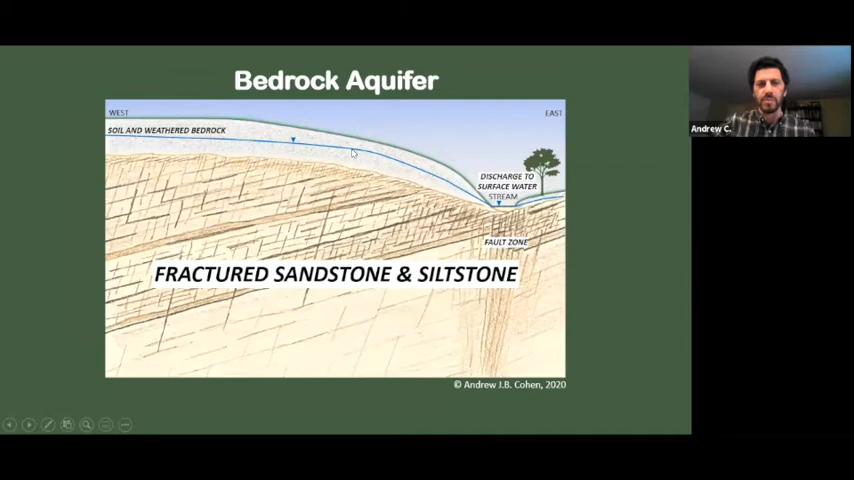 Bedrock Aquifer
WEST
EAST
SOIL AND WEATHERED BEDROCK
DISCHARGE TO
SURFACE WATER
STREAM
FAULT ZONE
FRACTURED SANDSTONE & SILTSTONE
© Andrew J.B. Cohen, 2020
Andrew C.